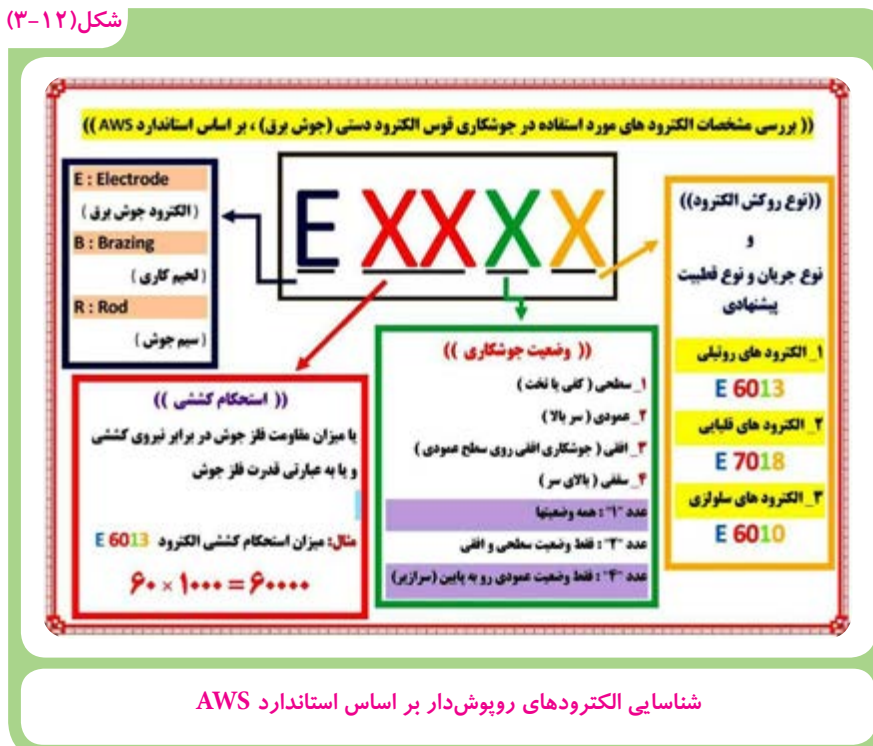 شکل(۱۲-۳)
(( بررسی مشخصات الکترود های مورد استفاده در جوشکاری قوس الکترود دستی (جوش برق) ، بر اساس استاندارد AWS ))
E XX X X
E : Electrode
( الکترود جوش برق )
B : Brazing
( لحیم کاری )
R : Rod
( سیم جوش )
((نوع روکش الکترود))
و
نوع جریان و نوع قطبیت
پیشنهادی
۱_ الکترود های روتیلی
E 6013
۲_ الکترود های قلیایی
E 7018
۳_ الکترود های سلولزی
E 6010
(( وضعیت جوشکاری ))
۱_ سطحی ( کفی یا تخت )
۲_ عمودی ( سر بالا )
۳_ افقی ( جوشکاری افقی روی سطح عمودی )
۴_ سقفی ( بالای سر )
عدد "۱" : همه وضعیتها
عدد "۲" : فقط وضعیت سطحی و افقی
عدد "۴" : فقط وضعیت عمودی رو به پایین (سرازیر)
(( استحکام کششی ))
یا میزان مقاومت فلز جوش در برابر نیروی کششی
و یا به عبارتی قدرت فلز جوش
مثال: میزان استحکام کششی الکترود E 6013
۶۰ × ۱۰۰۰ = ۶۰۰۰۰
شناسایی الکترودهای روپوش‌دار بر اساس استاندارد AWS